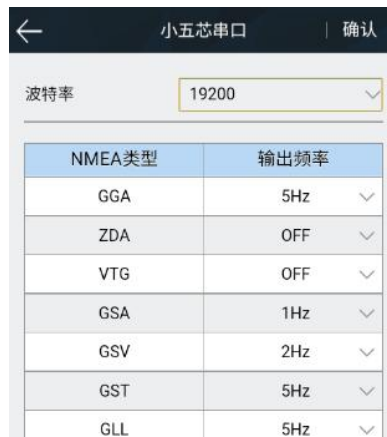 小五芯串口 确认
波特率 19200
NMEA类型 输出频率
GGA 5Hz
ZDA OFF
VTG OFF
GSA 1Hz
GSV 2Hz
GST 5Hz
GLL 5Hz